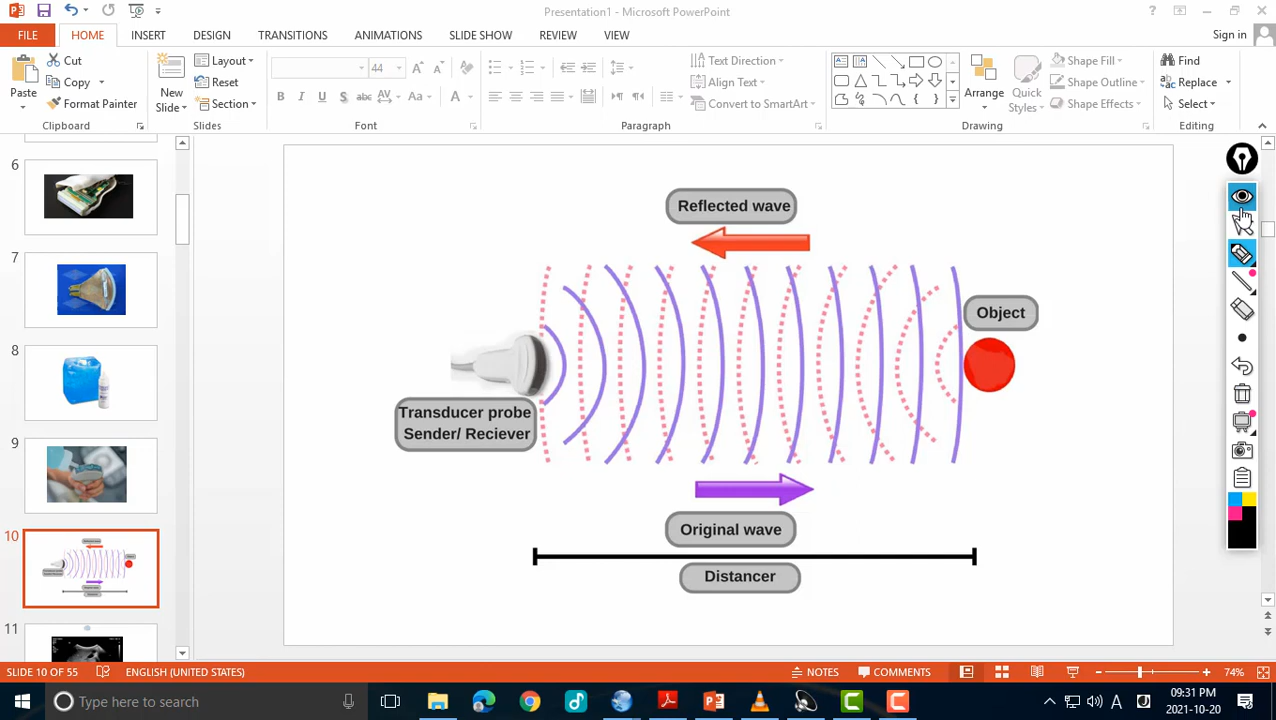 Presentation1 - Microsoft PowerPoint
?
FILE
HOME
INSERT
DESIGN
TRANSITIONS
ANIMATIONS
SLIDE SHOW
REVIEW
VIEW
Sign in
Paste
Cut
Copy
Format Painter
Clipboard
New
Slide
Layout
Reset
Section
Slides
44
B I U S abc AV Aa A
Font
Text Direction
Align Text
Convert to SmartArt
Paragraph
Arrange
Quick
Styles
Shape Fill
Shape Outline
Shape Effects
Drawing
Find
Replace
Select
Editing
6
7
8
9
10
11
Reflected wave
Object
Transducer probe
Sender/ Reciever
Original wave
Distancer
SLIDE 10 OF 55
ENGLISH (UNITED STATES)
NOTES
COMMENTS
74%
Type here to search
09:31 PM
2021-10-20